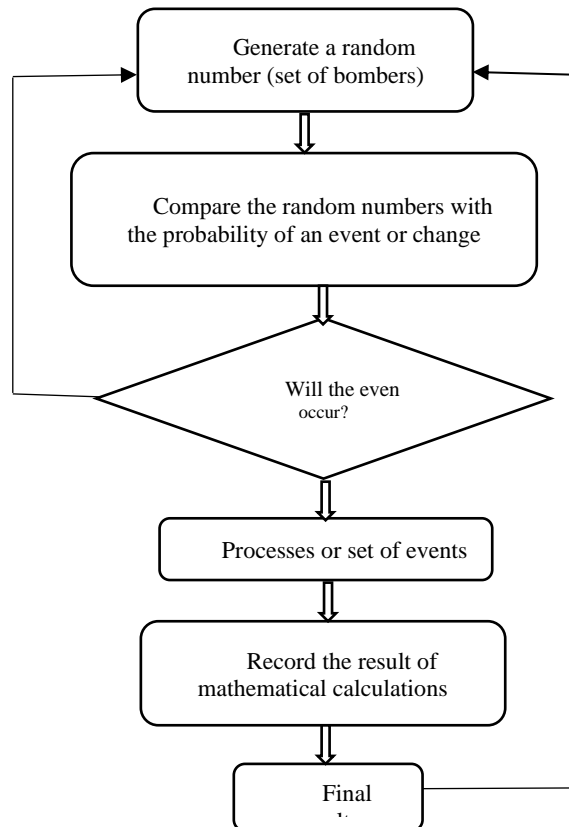 Generate a random
number (set of bombers)
Compare the random numbers with
the probability of an event or change
Will the even
occur?
Processes or set of events
Record the result of
mathematical calculations
Final